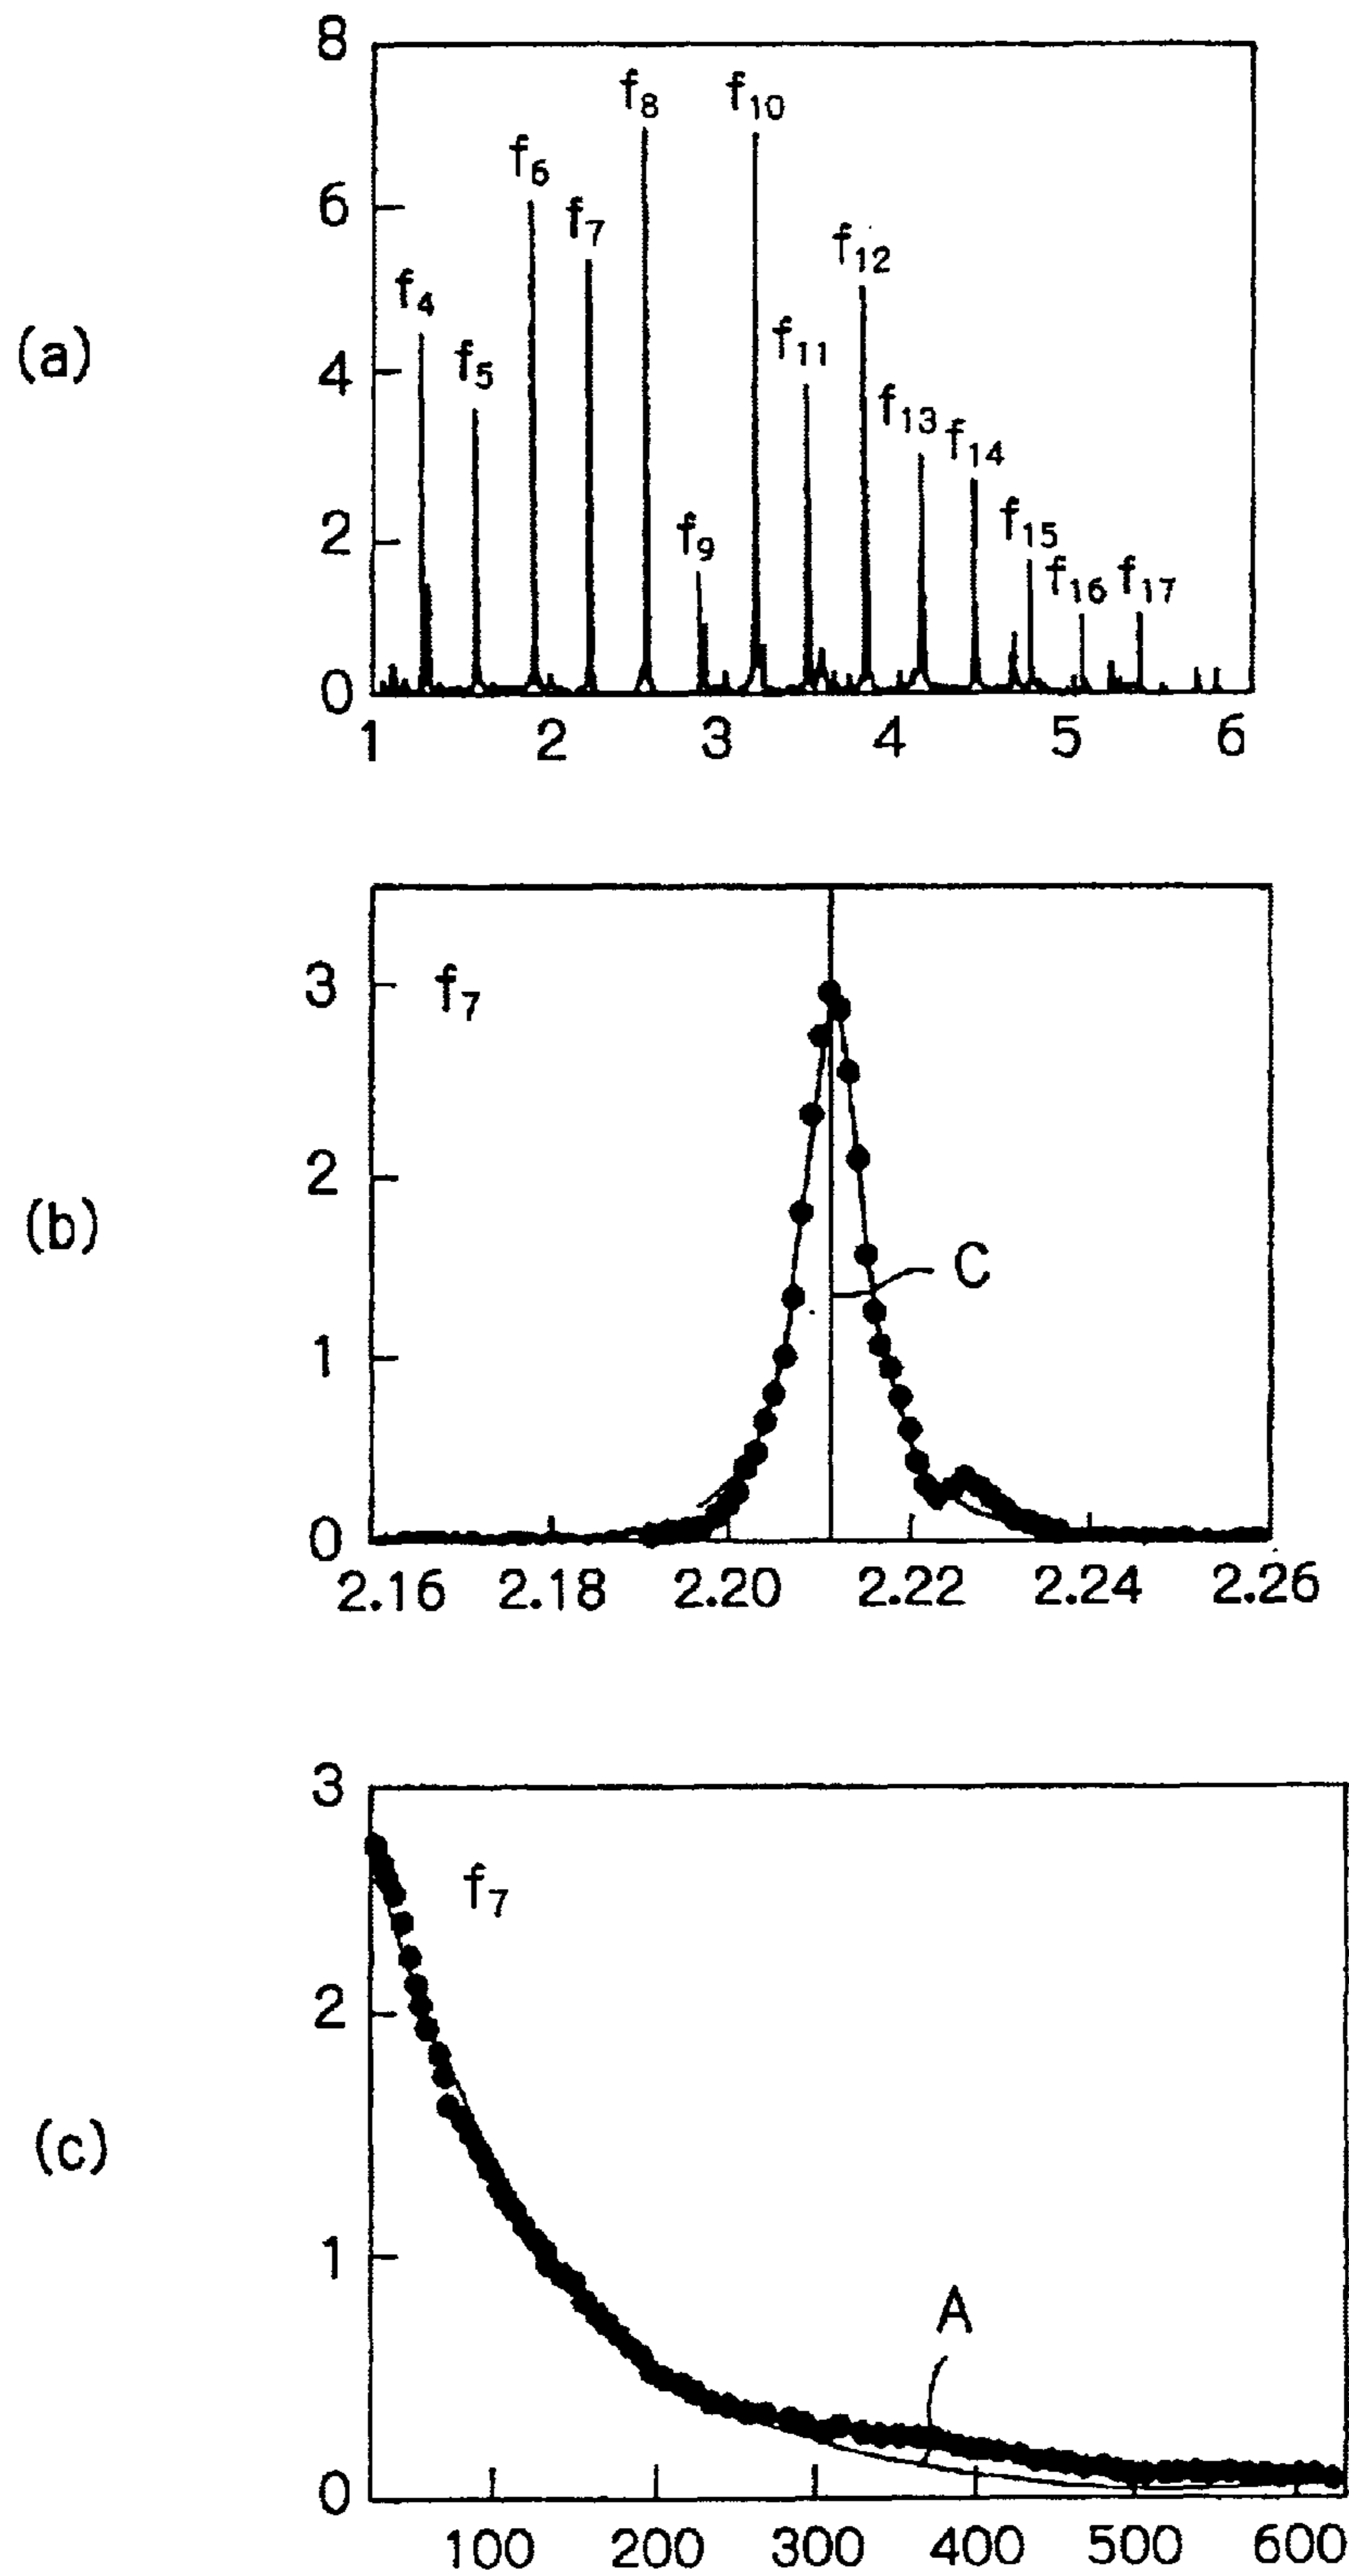 (a)
8
6
4
2
0
f4
f5
f6
f7
f8
f9
f10
f11
f12
f13
f14
f15
f16
f17
1 2 3 4 5 6
(b)
f7
3
2
1
0
C
2.16 2.18 2.20 2.22 2.24 2.26
(c)
f7
3
2
1
0
A
100 200 300 400 500 600